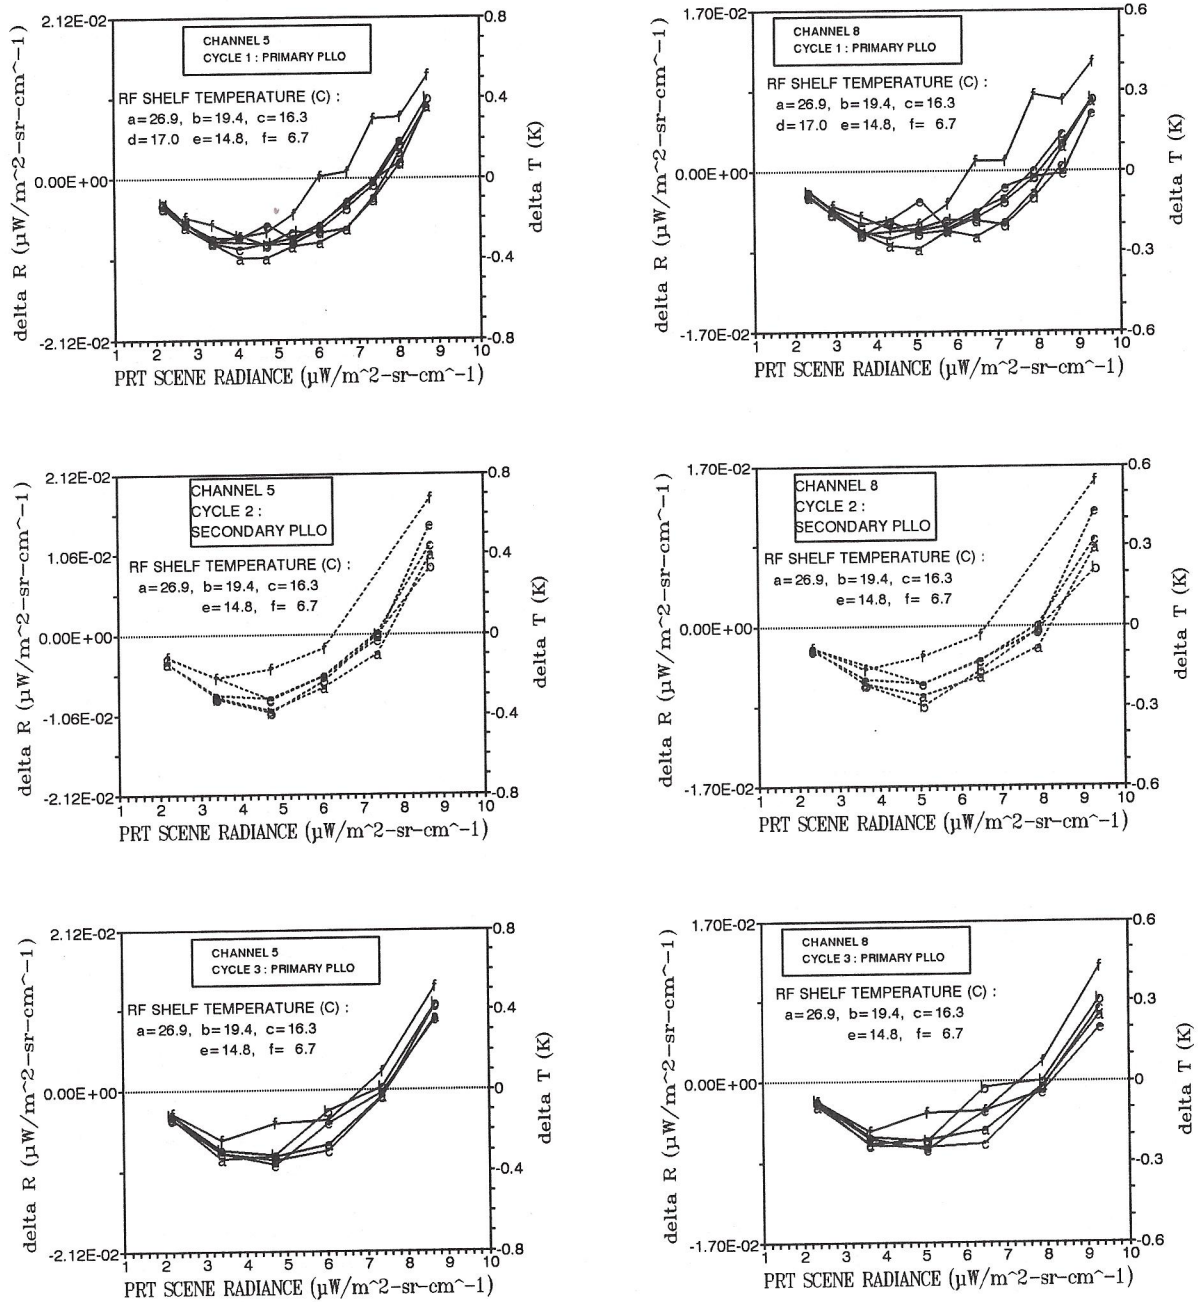 2.12E-02
0.00E+00
-2.12E-02
delta R (µW/m^2-sr-cm^-1)
CHANNEL 5
CYCLE 1 : PRIMARY PLLO
RF SHELF TEMPERATURE (C) :
a=26.9, b=19.4, c=16.3
d=17.0 e=14.8, f= 6.7
0.8
0.4
0
-0.4
-0.8
delta T (K)
1 2 3 4 5 6 7 8 9 10
PRT SCENE RADIANCE (µW/m^2-sr-cm^-1)
1.70E-02
0.00E+00
-1.70E-02
delta R (µW/m^2-sr-cm^-1)
CHANNEL 8
CYCLE 1 : PRIMARY PLLO
RF SHELF TEMPERATURE (C) :
a=26.9, b=19.4, c=16.3
d=17.0 e=14.8, f= 6.7
0.6
0.3
0
-0.3
-0.6
delta T (K)
1 2 3 4 5 6 7 8 9 10
PRT SCENE RADIANCE (µW/m^2-sr-cm^-1)
2.12E-02
1.06E-02
0.00E+00
-1.06E-02
-2.12E-02
delta R (µW/m^2-sr-cm^-1)
CHANNEL 5
CYCLE 2 :
SECONDARY PLLO
RF SHELF TEMPERATURE (C) :
a=26.9, b=19.4, c=16.3
e=14.8, f= 6.7
0.8
0.4
0
-0.4
-0.8
delta T (K)
1 2 3 4 5 6 7 8 9 10
PRT SCENE RADIANCE (µW/m^2-sr-cm^-1)
1.70E-02
0.00E+00
-1.70E-02
delta R (µW/m^2-sr-cm^-1)
CHANNEL 8
CYCLE 2 :
SECONDARY PLLO
RF SHELF TEMPERATURE (C) :
a=26.9, b=19.4, c=16.3
e=14.8, f= 6.7
0.6
0.3
0
-0.3
-0.6
delta T (K)
1 2 3 4 5 6 7 8 9 10
PRT SCENE RADIANCE (µW/m^2-sr-cm^-1)
2.12E-02
0.00E+00
-2.12E-02
delta R (µW/m^2-sr-cm^-1)
CHANNEL 5
CYCLE 3 : PRIMARY PLLO
RF SHELF TEMPERATURE (C) :
a=26.9, b=19.4, c=16.3
e=14.8, f= 6.7
0.8
0.4
0
-0.4
-0.8
delta T (K)
1 2 3 4 5 6 7 8 9 10
PRT SCENE RADIANCE (µW/m^2-sr-cm^-1)
1.70E-02
0.00E+00
-1.70E-02
delta R (µW/m^2-sr-cm^-1)
CHANNEL 8
CYCLE 3 : PRIMARY PLLO
RF SHELF TEMPERATURE (C) :
a=26.9, b=19.4, c=16.3
e=14.8, f= 6.7
0.6
0.3
0
-0.3
-0.6
delta T (K)
1 2 3 4 5 6 7 8 9 10
PRT SCENE RADIANCE (µW/m^2-sr-cm^-1)